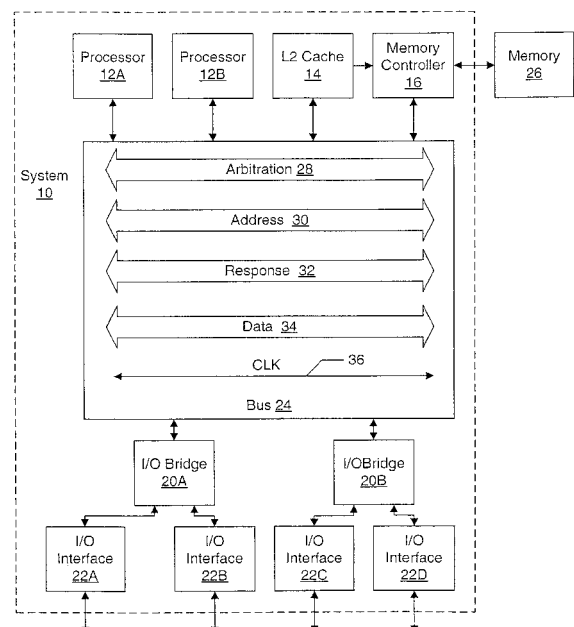 Processor
12A
Processor
12B
L2 Cache
14
Memory
Controller
16
Memory
26
System
10
Arbitration 28
Address 30
Response 32
Data 34
CLK
36
Bus 24
I/O Bridge
20A
I/OBridge
20B
I/O
Interface
22A
I/O
Interface
22B
I/O
Interface
22C
I/O
Interface
22D